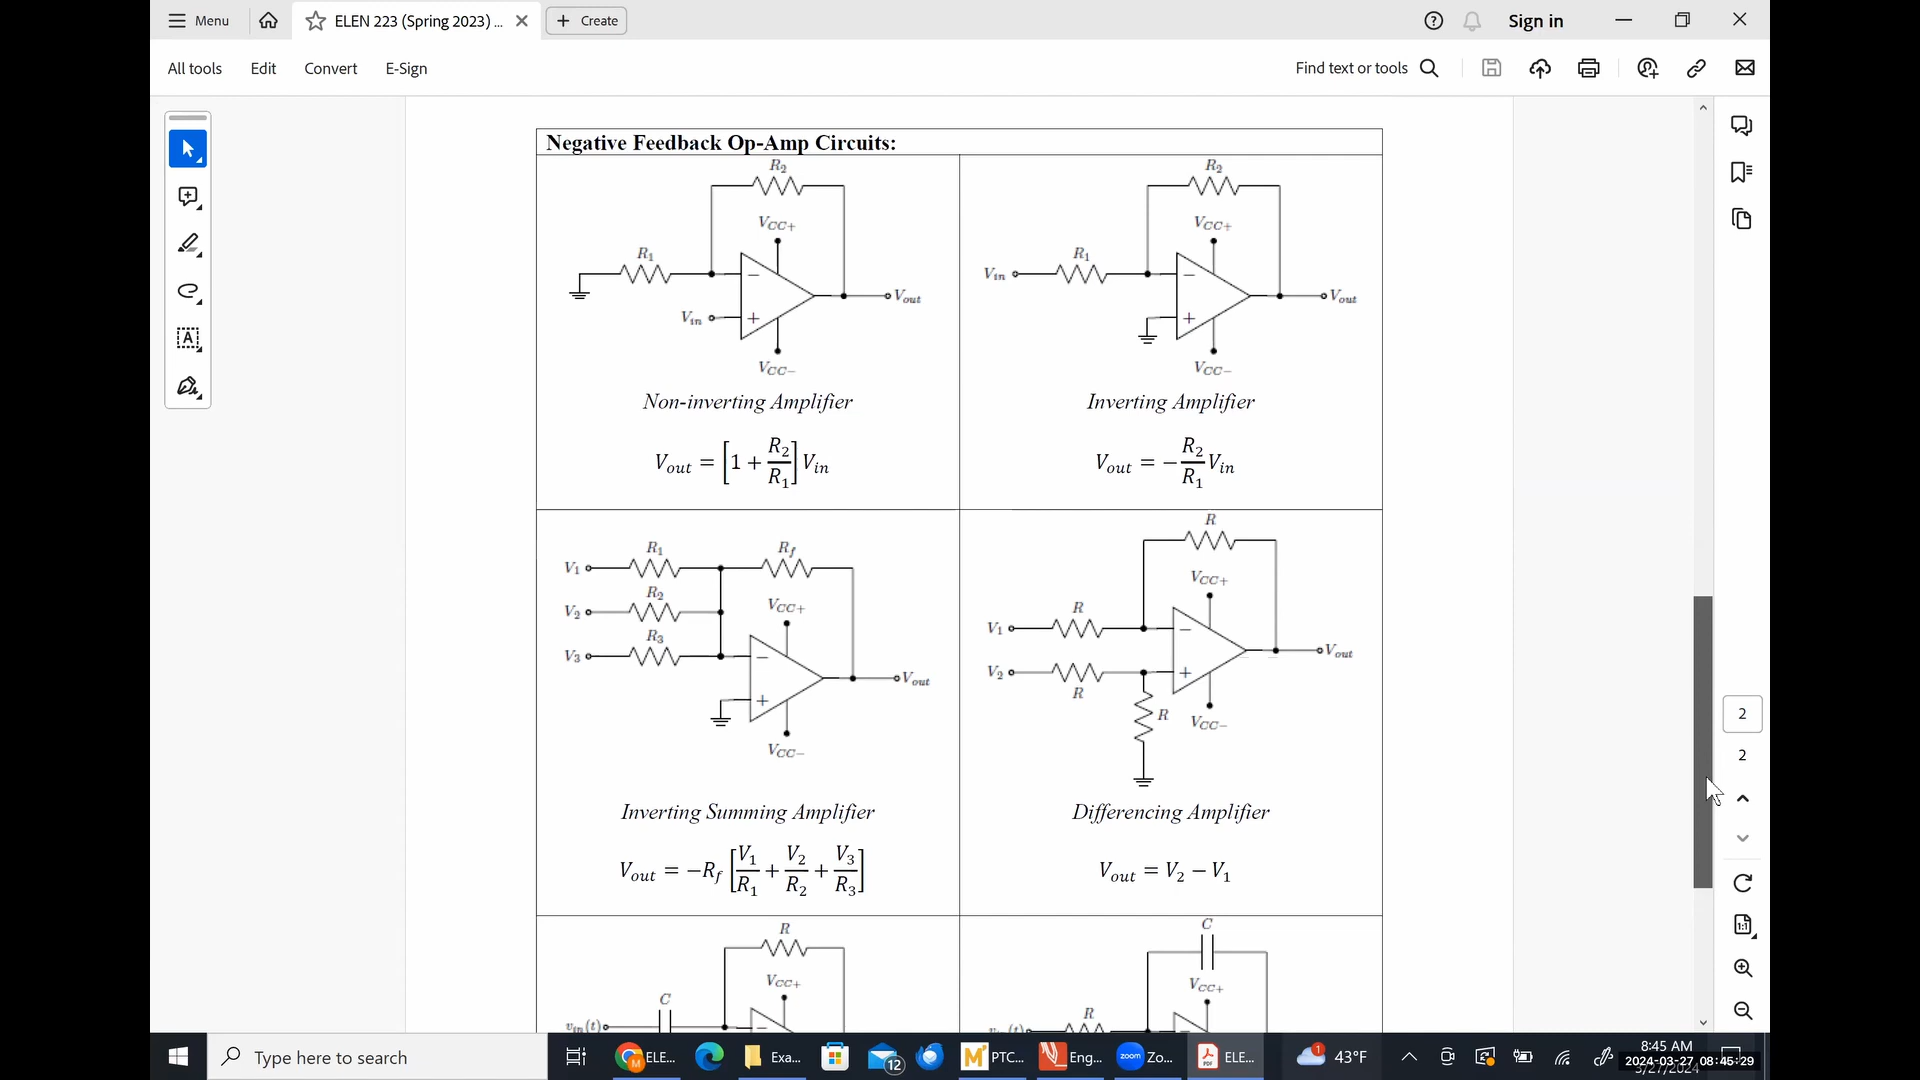 Menu
ELEN 223 (Spring 2023) ...
Create
Sign in
All tools
Edit
Convert
E-Sign
Find text or tools
Negative Feedback Op-Amp Circuits:
R2
VCC+
R1
−
Vout
Vin
+
VCC−
Non-inverting Amplifier
Vout = [1 + R2/R1] Vin
R2
VCC+
Vin
R1
−
Vout
+
VCC−
Inverting Amplifier
Vout = − R2/R1 Vin
V1
R1
Rf
V2
R2
VCC+
V3
R3
−
Vout
+
VCC−
Inverting Summing Amplifier
Vout = −Rf [V1/R1 + V2/R2 + V3/R3]
R
VCC+
V1
R
−
Vout
V2
R
+
R
VCC−
Differencing Amplifier
Vout = V2 − V1
R
VCC+
C
vin(t)
−
C
VCC+
R
2
2
1:1
Type here to search
ELE...
Exa...
12
PTC...
Eng...
zoom
Zo...
ELE...
1
43°F
8:45 AM
2024-03-27, 08:45:29